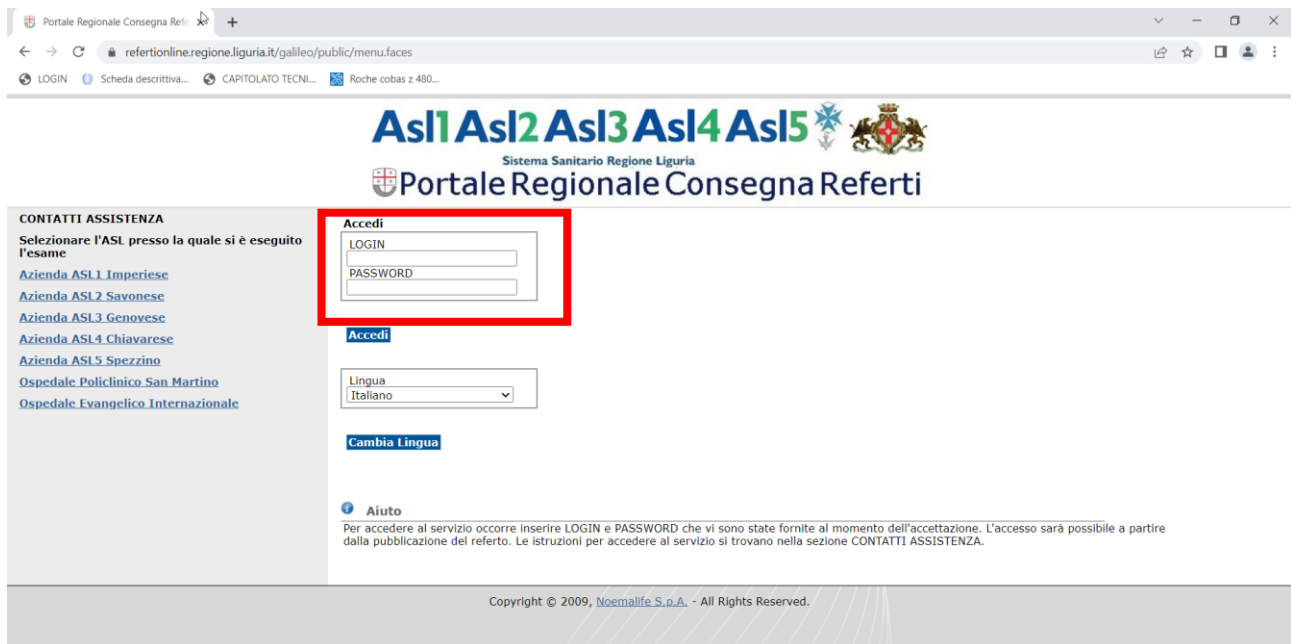 Portale Regionale Consegna Refe
refertionline.regione.liguria.it/galileo/public/menu.faces
LOGIN Scheda descrittiva... CAPITOLATO TECNI... Roche cobas z 480...
Asl1 Asl2 Asl3 Asl4 Asl5
Sistema Sanitario Regione Liguria
Portale Regionale Consegna Referti
CONTATTI ASSISTENZA
Selezionare l'ASL presso la quale si è eseguito
l'esame
Azienda ASL1 Imperiese
Azienda ASL2 Savonese
Azienda ASL3 Genovese
Azienda ASL4 Chiavarese
Azienda ASL5 Spezzino
Ospedale Policlinico San Martino
Ospedale Evangelico Internazionale
Accedi
LOGIN
PASSWORD
Accedi
Lingua
Italiano
Cambia Lingua
Aiuto
Per accedere al servizio occorre inserire LOGIN e PASSWORD che vi sono state fornite al momento dell'accettazione. L'accesso sarà possibile a partire
dalla pubblicazione del referto. Le istruzioni per accedere al servizio si trovano nella sezione CONTATTI ASSISTENZA.
Copyright © 2009, Noemalife S.p.A. - All Rights Reserved.